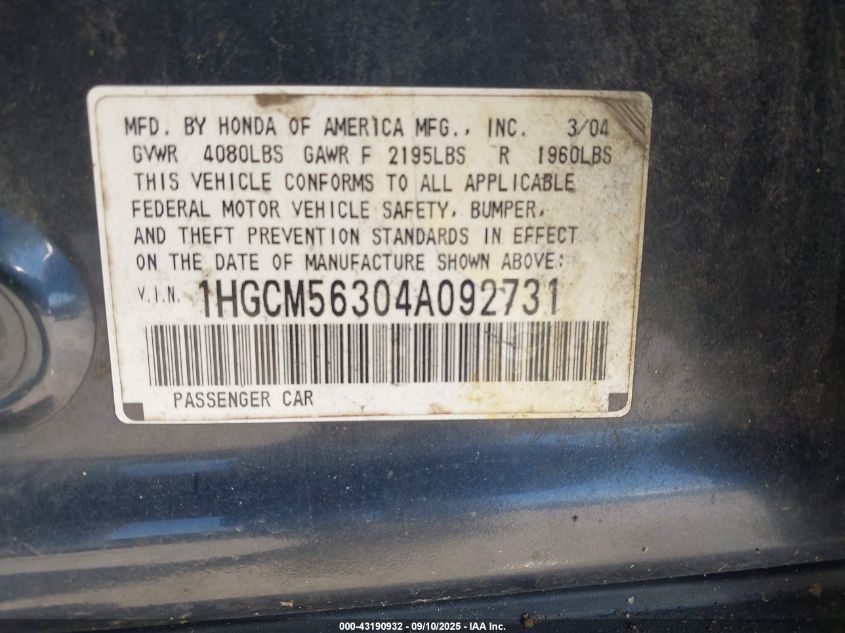 MFD. BY HONDA OF AMERICA MFG., INC. 3/04
GVWR 4080LBS GAWR F 2195LBS R 1960LBS
THIS VEHICLE CONFORMS TO ALL APPLICABLE
FEDERAL MOTOR VEHICLE SAFETY, BUMPER,
AND THEFT PREVENTION STANDARDS IN EFFECT
ON THE DATE OF MANUFACTURE SHOWN ABOVE:
V.I.N. 1HGCM56304A092731
PASSENGER CAR
000-43190932 - 09/10/2025 - IAA Inc.